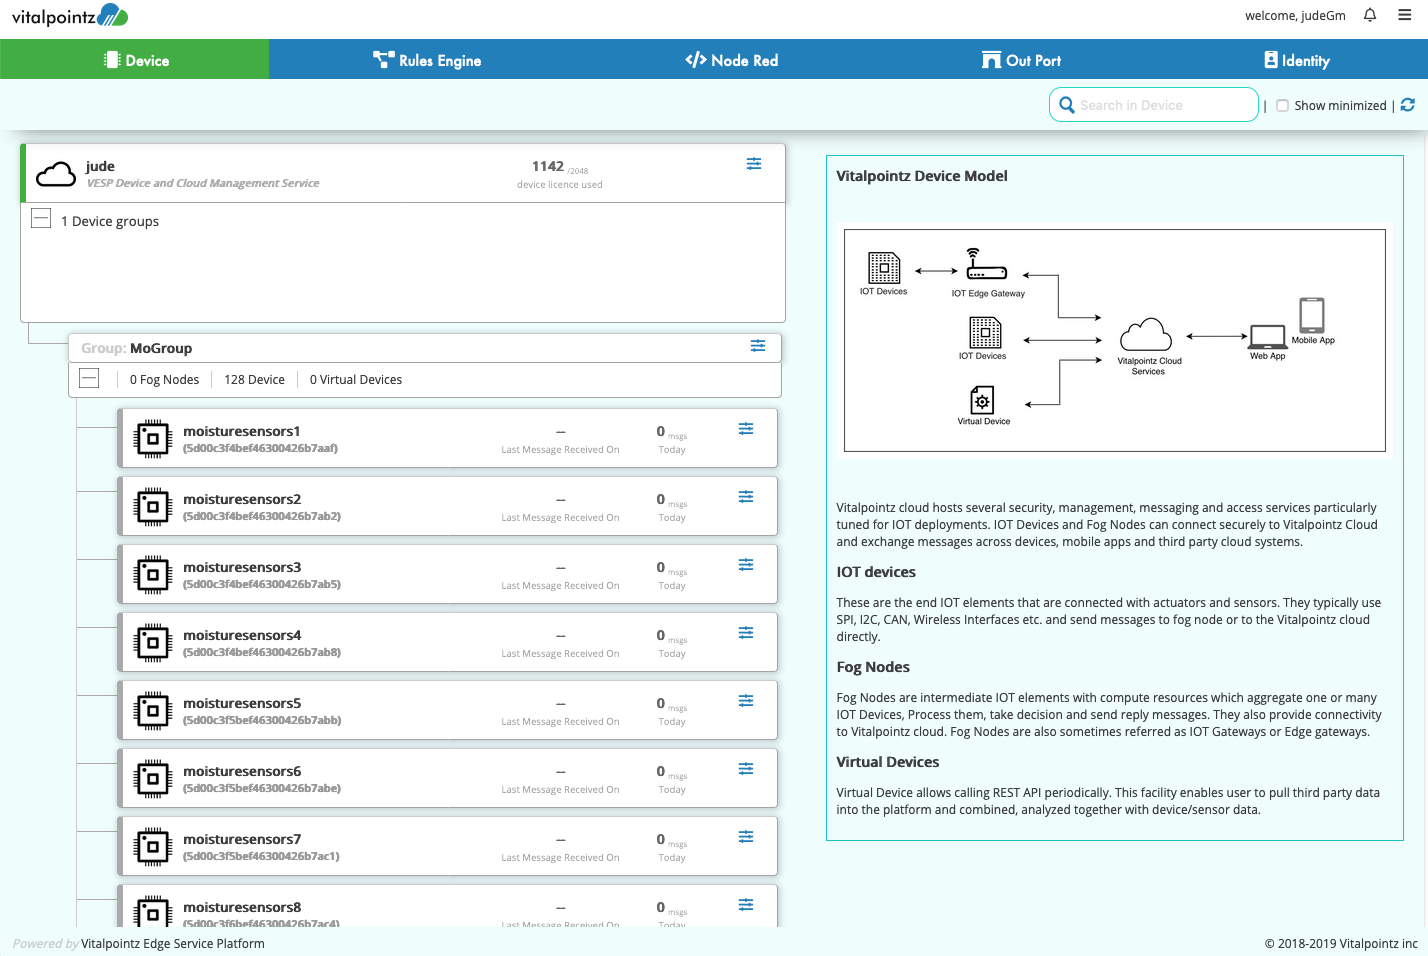 vitalpointz
welcome, judeGm
Device
Rules Engine
Node Red
Out Port
Identity
Search in Device
| Show minimized |
jude
VESP Device and Cloud Management Service
1142 /2048
device licence used
1 Device groups
Group: MoGroup
0 Fog Nodes | 128 Device | 0 Virtual Devices
moisturesensors1
(5d00c3f4bef46300426b7aaf)
--
Last Message Received On
0 msgs
Today
moisturesensors2
(5d00c3f4bef46300426b7ab2)
--
Last Message Received On
0 msgs
Today
moisturesensors3
(5d00c3f4bef46300426b7ab5)
--
Last Message Received On
0 msgs
Today
moisturesensors4
(5d00c3f4bef46300426b7ab8)
--
Last Message Received On
0 msgs
Today
moisturesensors5
(5d00c3f5bef46300426b7abb)
--
Last Message Received On
0 msgs
Today
moisturesensors6
(5d00c3f5bef46300426b7abe)
--
Last Message Received On
0 msgs
Today
moisturesensors7
(5d00c3f5bef46300426b7ac1)
--
Last Message Received On
0 msgs
Today
moisturesensors8
(5d00c3f6bef46300426b7ac4)
--
Last Message Received On
0 msgs
Today
Vitalpointz Device Model
IOT Devices
IOT Edge Gateway
IOT Devices
Virtual Device
Vitalpointz Cloud
Services
Web App
Mobile App
Vitalpointz cloud hosts several security, management, messaging and access services particularly
tuned for IOT deployments. IOT Devices and Fog Nodes can connect securely to Vitalpointz Cloud
and exchange messages across devices, mobile apps and third party cloud systems.
IOT devices
These are the end IOT elements that are connected with actuators and sensors. They typically use
SPI, I2C, CAN, Wireless Interfaces etc. and send messages to fog node or to the Vitalpointz cloud
directly.
Fog Nodes
Fog Nodes are intermediate IOT elements with compute resources which aggregate one or many
IOT Devices, Process them, take decision and send reply messages. They also provide connectivity
to Vitalpointz cloud. Fog Nodes are also sometimes referred as IOT Gateways or Edge gateways.
Virtual Devices
Virtual Device allows calling REST API periodically. This facility enables user to pull third party data
into the platform and combined, analyzed together with device/sensor data.
Powered by Vitalpointz Edge Service Platform
© 2018-2019 Vitalpointz inc